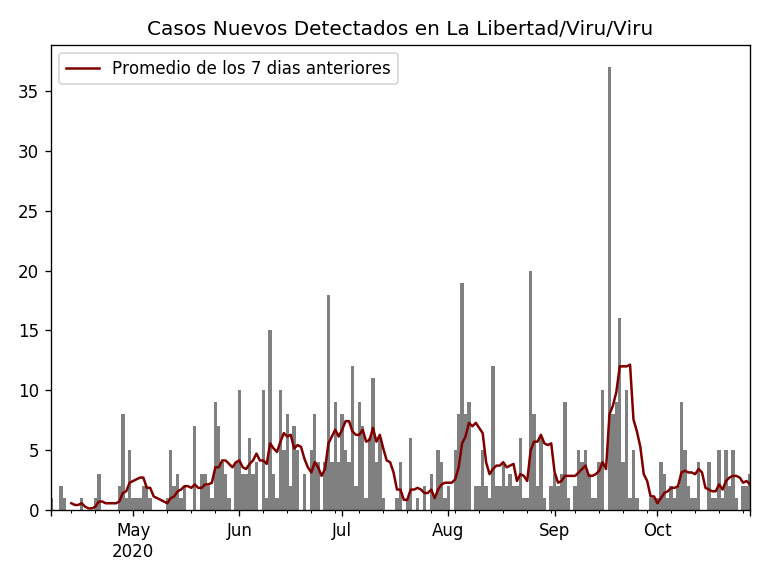 Casos Nuevos Detectados en La Libertad/Viru/Viru
Promedio de los 7 dias anteriores
35
30
25
20
15
10
5
0
May
2020
Jun
Jul
Aug
Sep
Oct